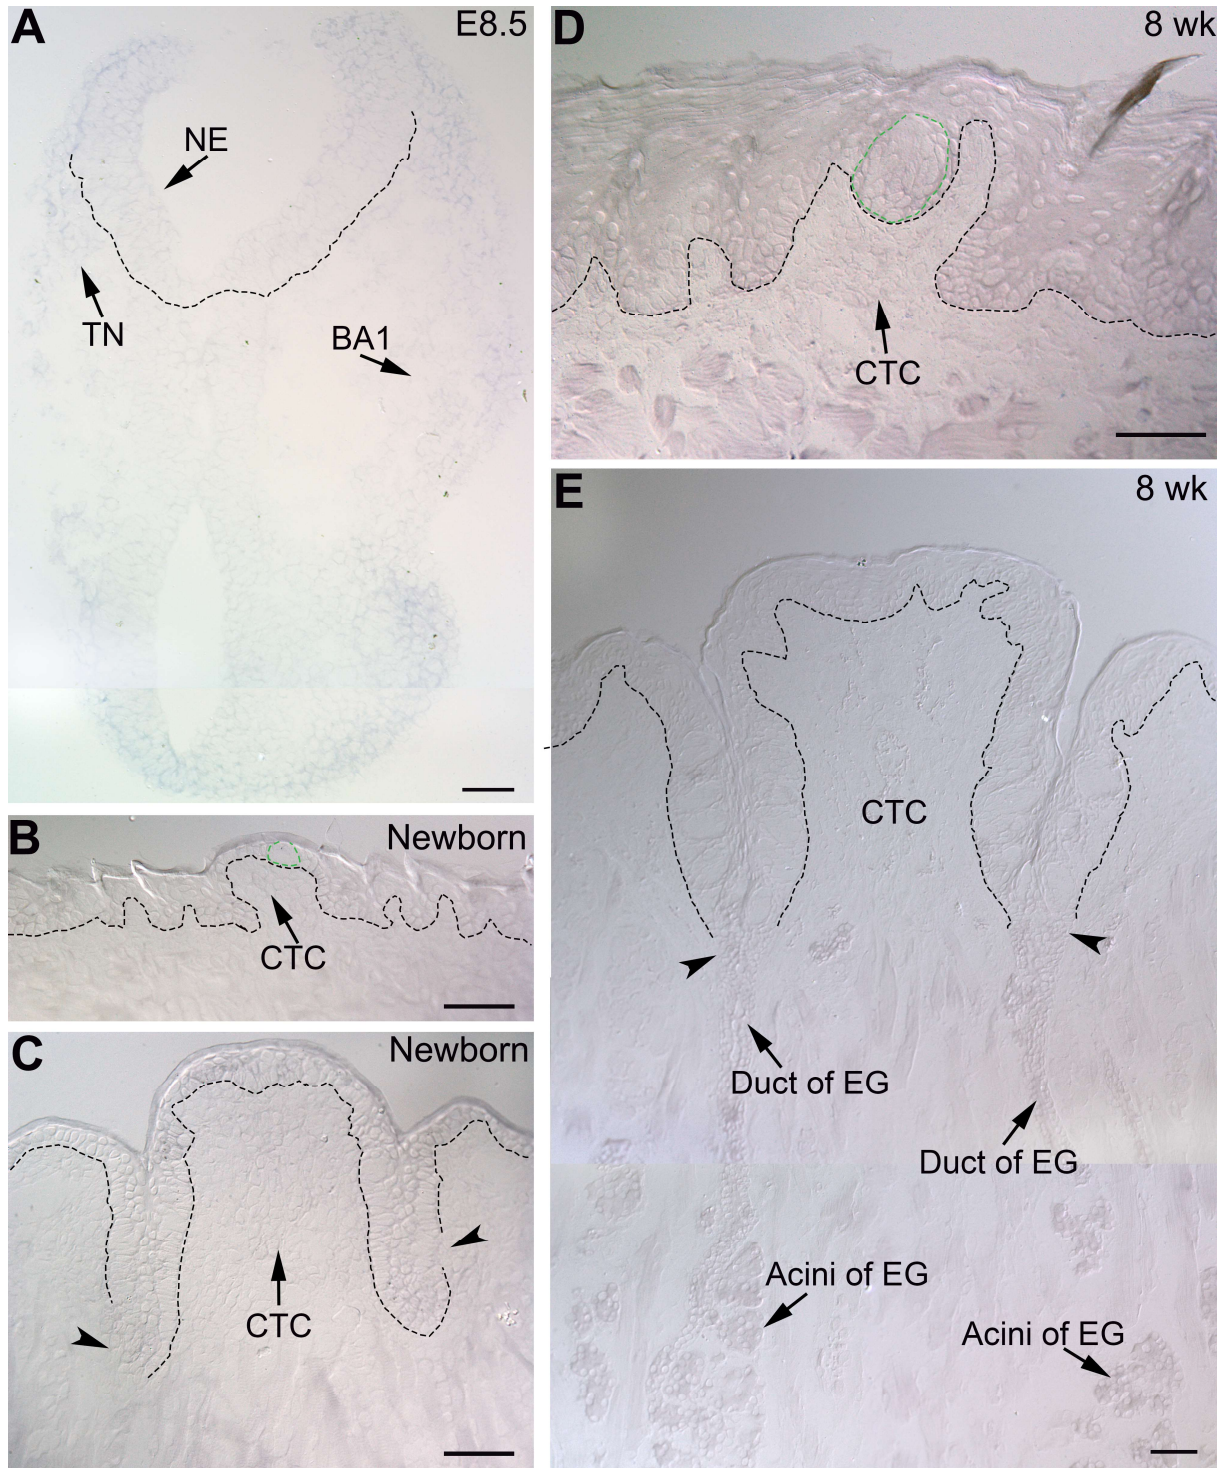 A
E8.5
NE
TN
BA1
B
Newborn
CTC
C
Newborn
CTC
D
8 wk
CTC
E
8 wk
CTC
Duct of EG
Duct of EG
Acini of EG
Acini of EG